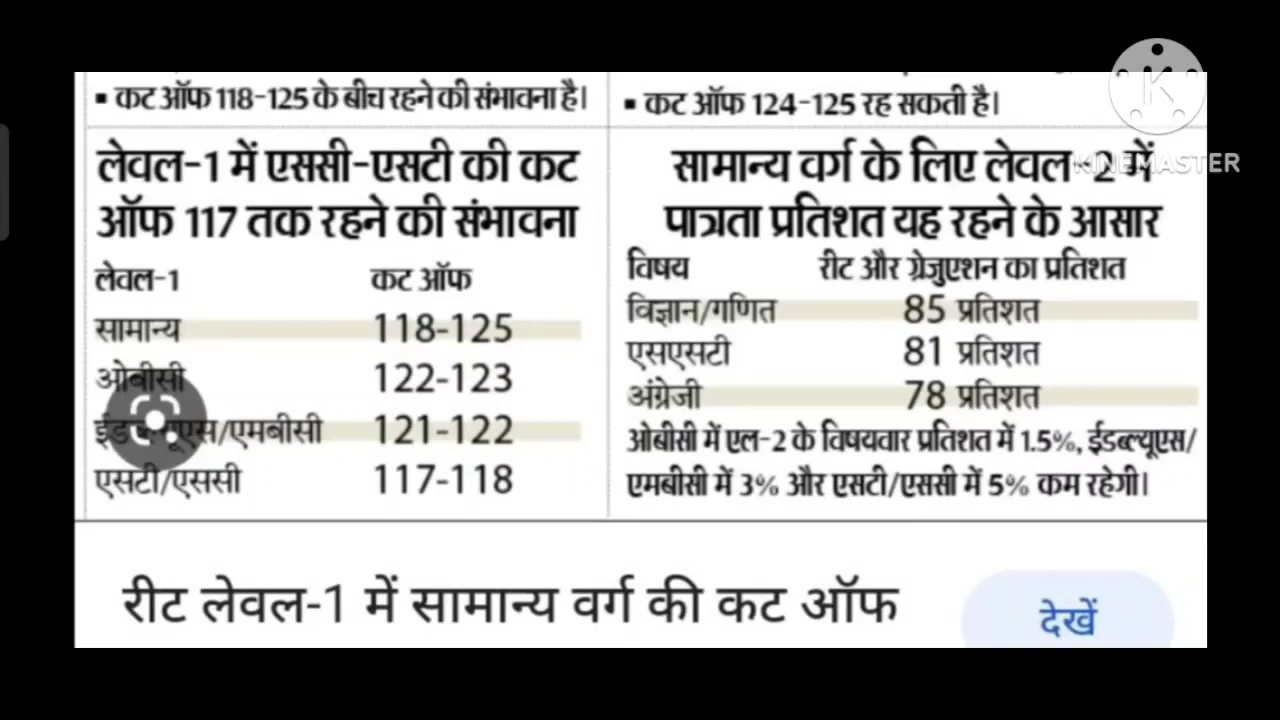 ▪ कट ऑफ 118-125 के बीच रहने की संभावना है।
लेवल-1 में एससी-एसटी की कट
ऑफ 117 तक रहने की संभावना
लेवल-1 कट ऑफ
सामान्य 118-125
ओबीसी 122-123
ईडब्ल्यूएस/एमबीसी 121-122
एसटी/एससी 117-118
▪ कट ऑफ 124-125 रह सकती है।
सामान्य वर्ग के लिए लेवल-2 में
पात्रता प्रतिशत यह रहने के आसार
विषय रीट और ग्रेजुएशन का प्रतिशत
विज्ञान/गणित 85 प्रतिशत
एसएसटी 81 प्रतिशत
अंग्रेजी 78 प्रतिशत
ओबीसी में एल-2 के विषयवार प्रतिशत में 1.5%, ईडब्ल्यूएस/
एमबीसी में 3% और एसटी/एससी में 5% कम रहेगी।
रीट लेवल-1 में सामान्य वर्ग की कट ऑफ
देखें
K
KINEMASTER